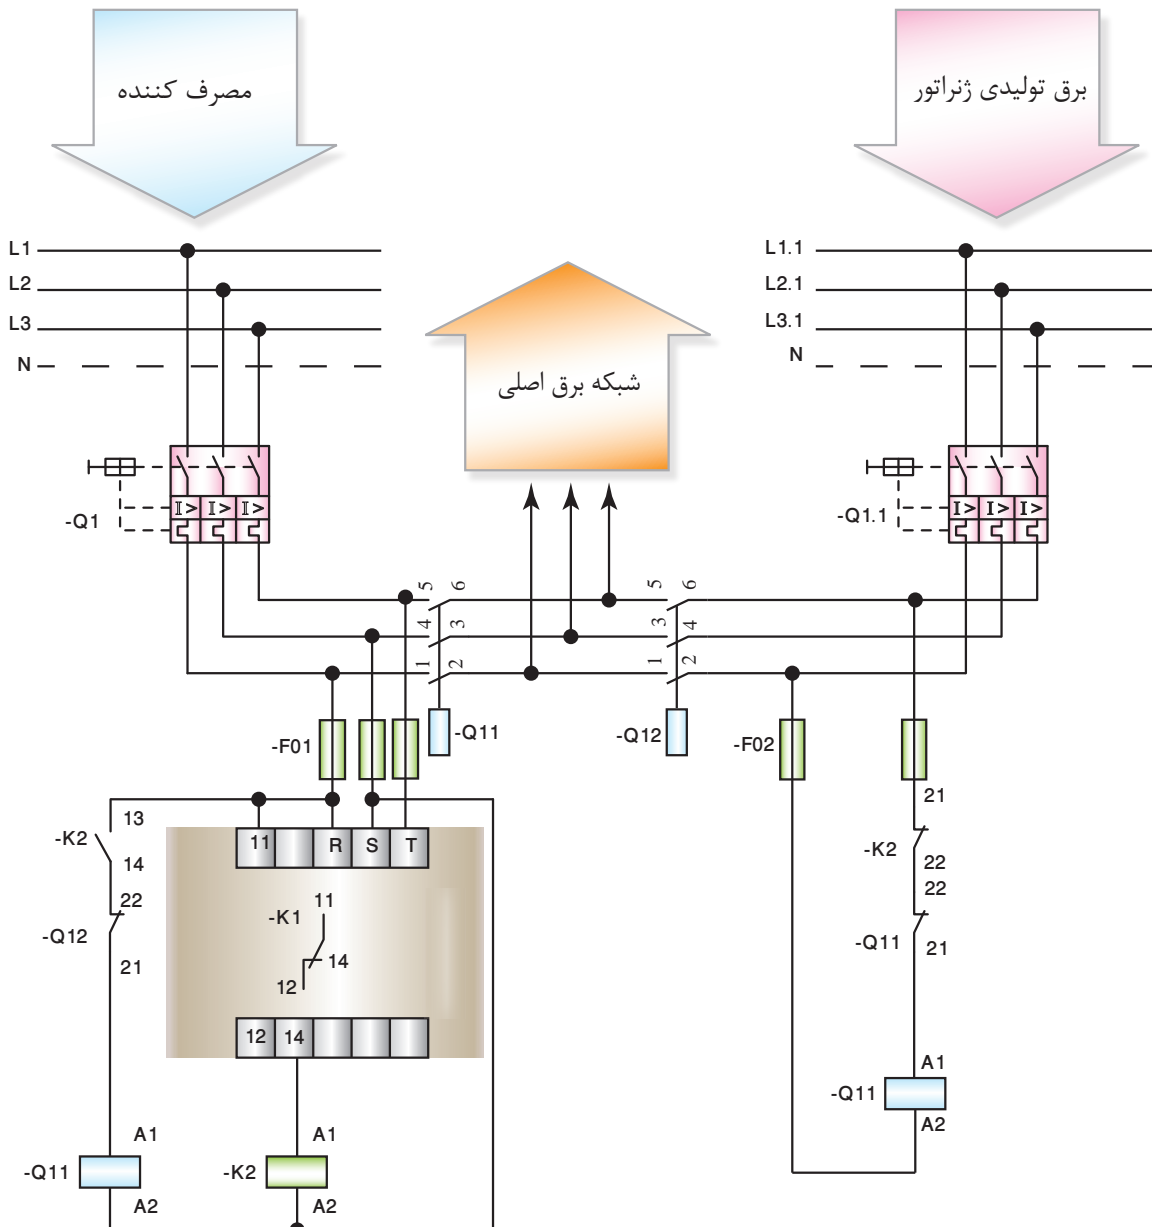 مصرف کننده
برق تولیدی ژنراتور
شبکه برق اصلی
L1
L2
L3
N
L1.1
L2.1
L3.1
N
-Q1
I> I> I>
-Q1.1
I> I> I>
5 6
4 3
1 2
5 6
3 4
1 2
-F01
-Q11
-Q12
-F02
13
-K2
14
22
-Q12
21
11 R S T
11
-K1
14
12
12 14
21
-K2
22
22
-Q11
21
A1
-Q11
A2
A1
-Q11
A2
A1
-K2
A2